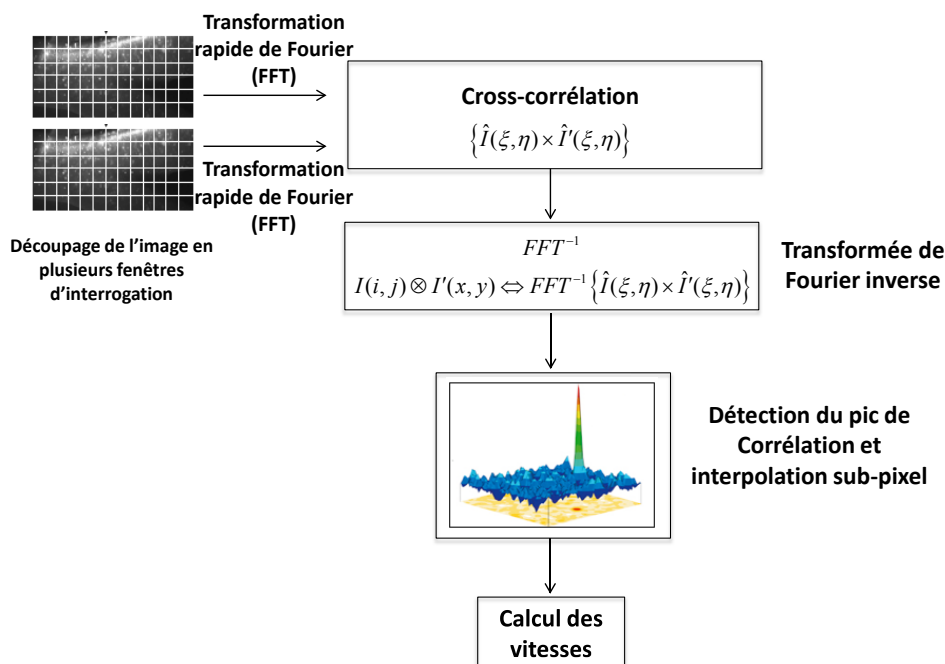 Transformation
rapide de Fourier
(FFT)
Cross-corrélation
{Î(ξ,η)×Î'(ξ,η)}
Transformation
rapide de Fourier
(FFT)
Découpage de l'image en
plusieurs fenêtres
d'interrogation
FFT⁻¹
I(i,j)⊗I'(x,y)⇔FFT⁻¹{Î(ξ,η)×Î'(ξ,η)}
Transformée de
Fourier inverse
Détection du pic de
Corrélation et
interpolation sub-pixel
Calcul des
vitesses